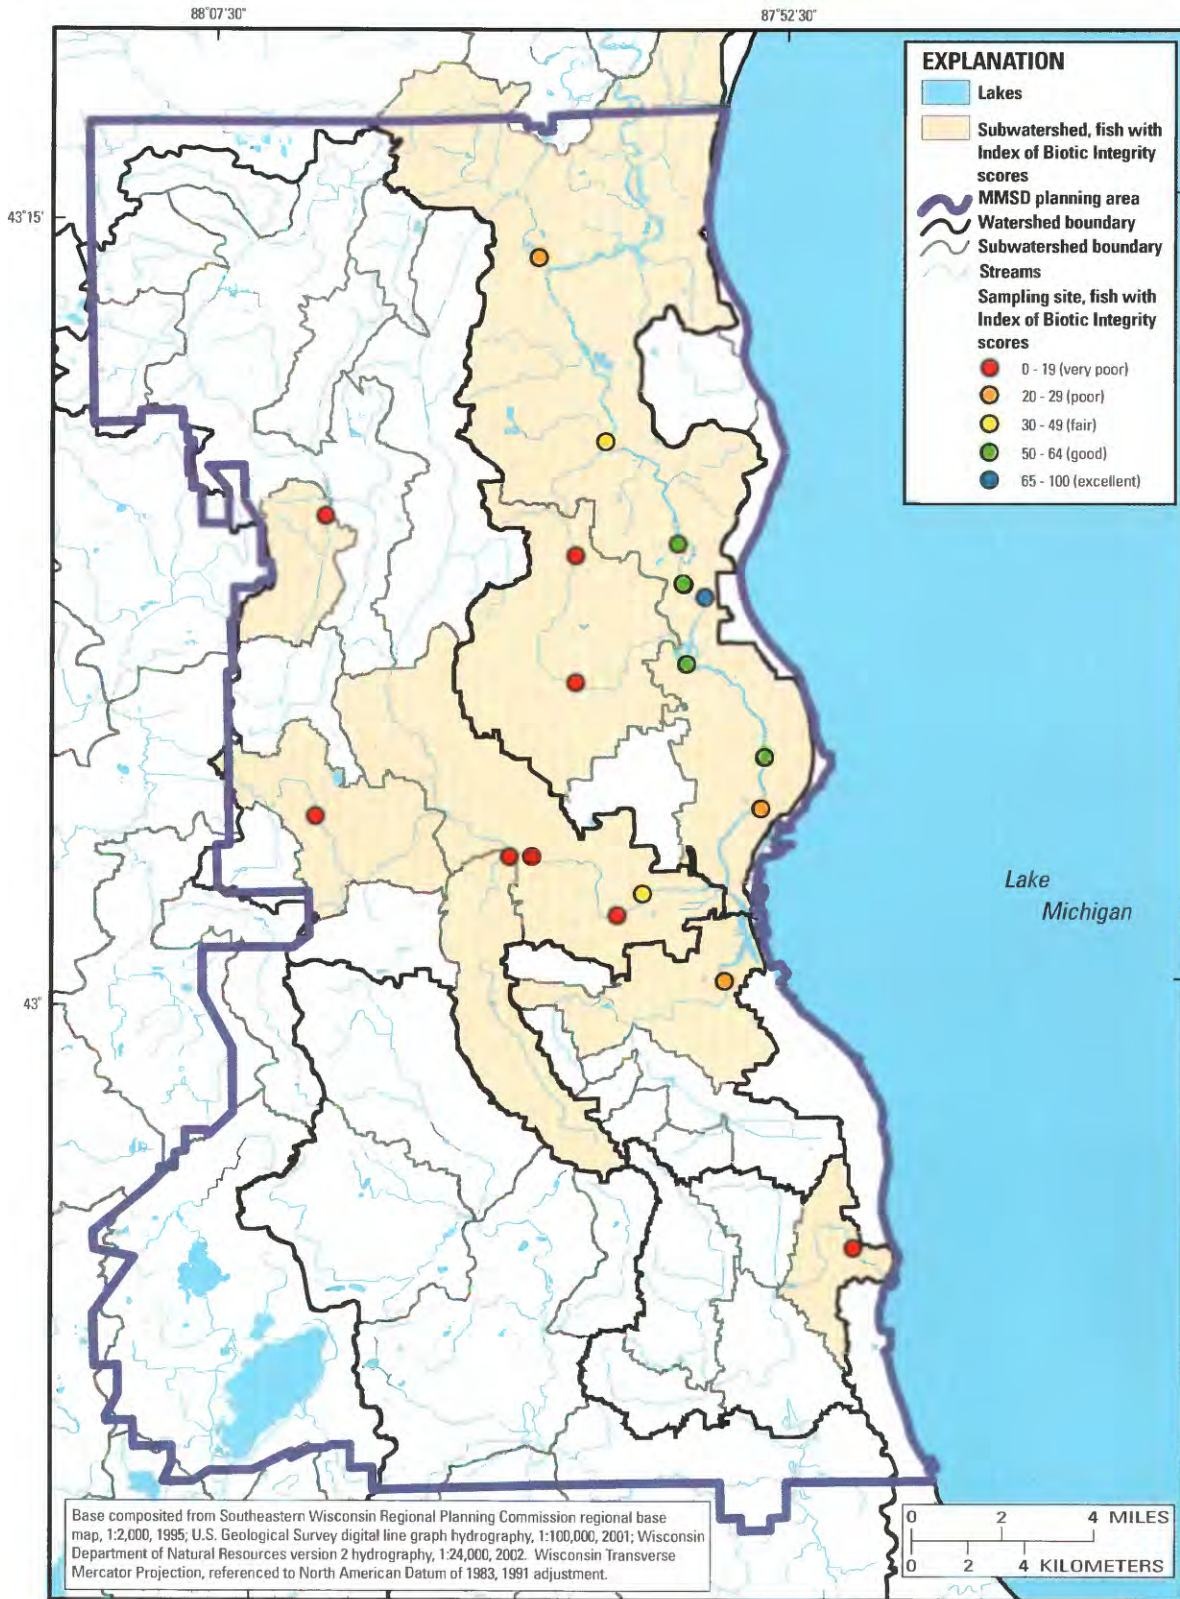 88°07'30"
87°52'30"
EXPLANATION
Lakes
Subwatershed, fish with
Index of Biotic Integrity
scores
MMSD planning area
Watershed boundary
Subwatershed boundary
Streams
Sampling site, fish with
Index of Biotic Integrity
scores
0 - 19 (very poor)
20 - 29 (poor)
30 - 49 (fair)
50 - 64 (good)
65 - 100 (excellent)
43°15'
Lake
Michigan
43°
Base composited from Southeastern Wisconsin Regional Planning Commission regional base
map, 1:2,000, 1995; U.S. Geological Survey digital line graph hydrography, 1:100,000, 2001; Wisconsin
Department of Natural Resources version 2 hydrography, 1:24,000, 2002. Wisconsin Transverse
Mercator Projection, referenced to North American Datum of 1983, 1991 adjustment.
0 2 4 MILES
0 2 4 KILOMETERS